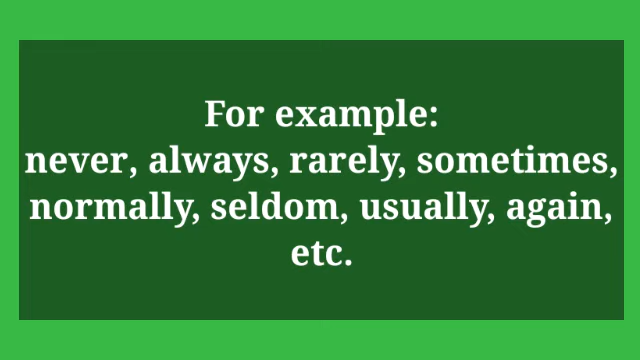 For example:
never, always, rarely, sometimes,
normally, seldom, usually, again,
etc.